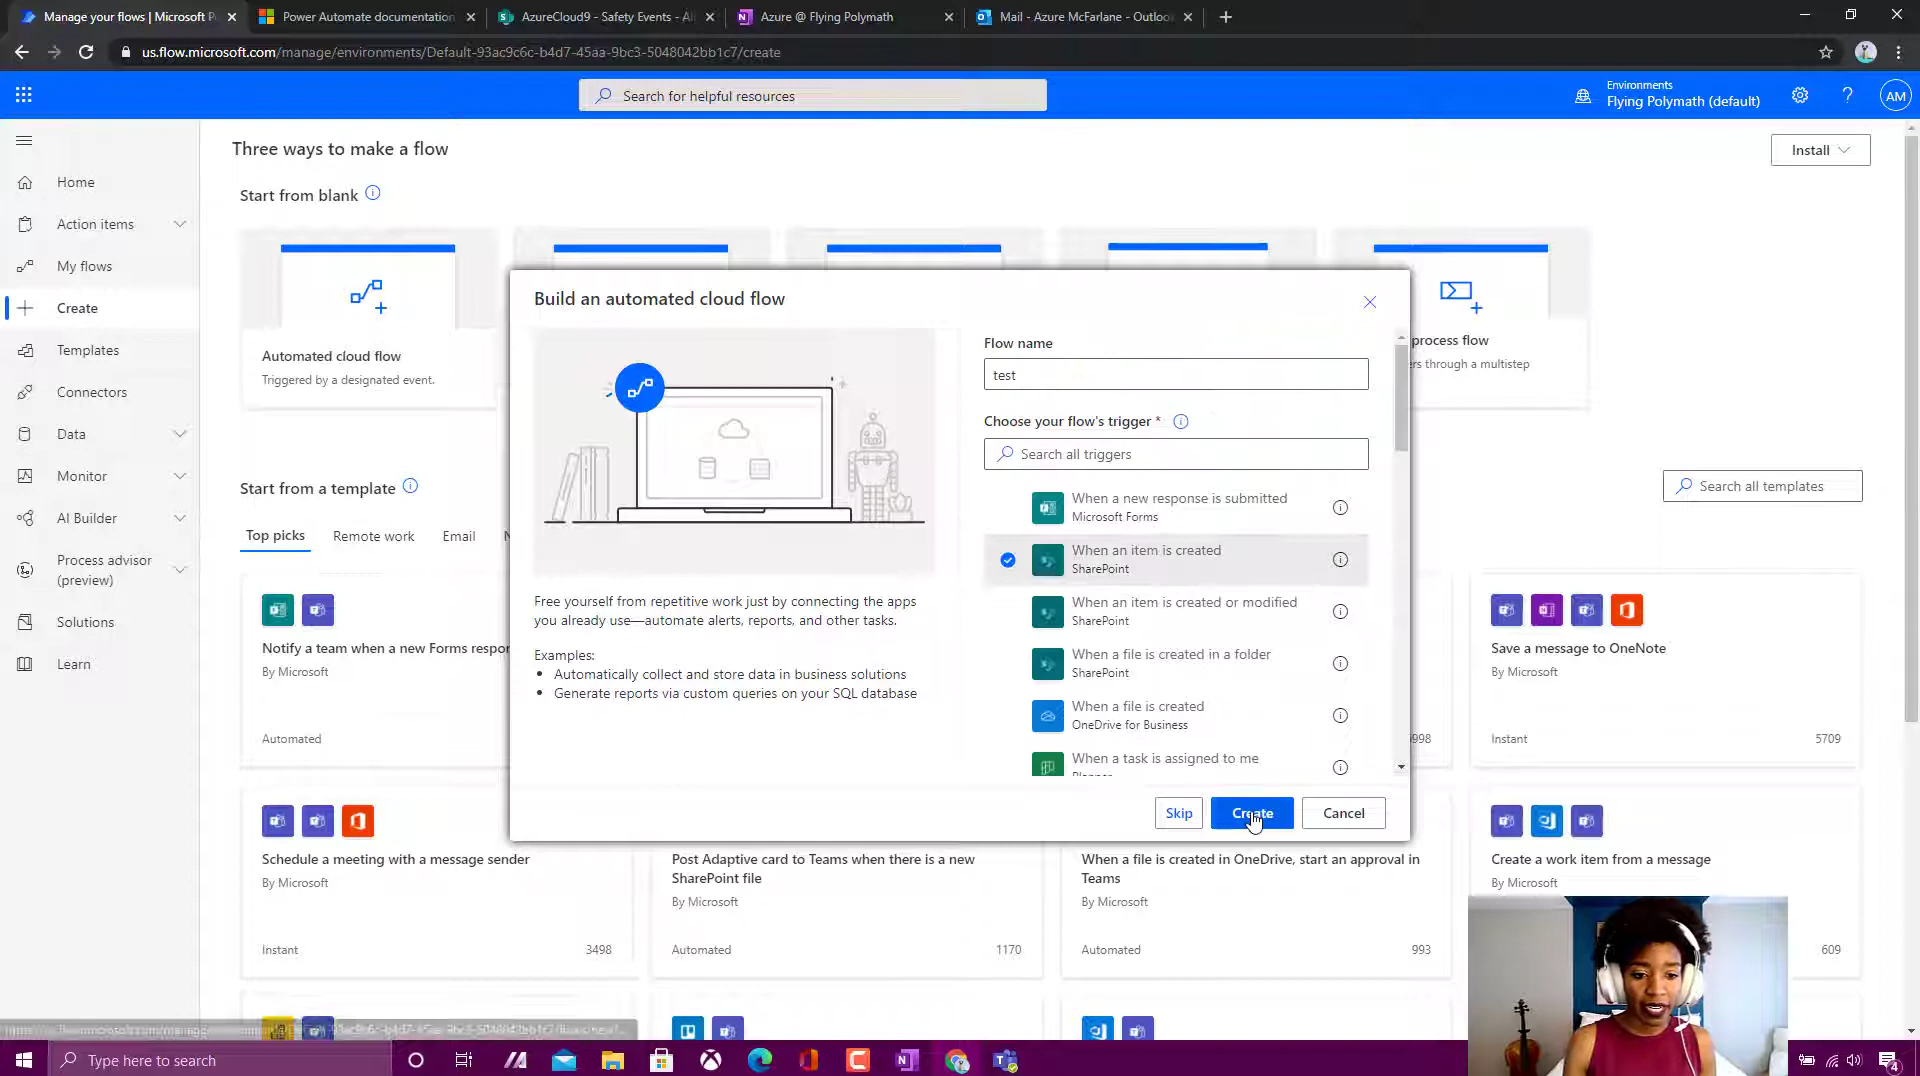 Manage your flows | Microsoft P
Power Automate documentation
AzureCloud9 - Safety Events - Al
Azure @ Flying Polymath
Mail - Azure McFarlane - Outlo
us.flow.microsoft.com/manage/environments/Default-93ac9c6c-b4d7-45aa-9bc3-5048042bb1c7/create
Search for helpful resources
Environments
Flying Polymath (default)
?
AM
Home
Action items
My flows
Create
Templates
Connectors
Data
Monitor
AI Builder
Process advisor
(preview)
Solutions
Learn
Three ways to make a flow
Install
Start from blank
Automated cloud flow
Triggered by a designated event.
process flow
ers through a multistep
Start from a template
Search all templates
Top picks
Remote work
Email
N
Build an automated cloud flow
Free yourself from repetitive work just by connecting the apps
you already use—automate alerts, reports, and other tasks.
Examples:
• Automatically collect and store data in business solutions
• Generate reports via custom queries on your SQL database
Flow name
test
Choose your flow's trigger *
Search all triggers
When a new response is submitted
Microsoft Forms
When an item is created
SharePoint
When an item is created or modified
SharePoint
When a file is created in a folder
SharePoint
When a file is created
OneDrive for Business
When a task is assigned to me
Planner
Skip
Create
Cancel
Notify a team when a new Forms respor
By Microsoft
Automated
5998
Save a message to OneNote
By Microsoft
Instant
5709
Schedule a meeting with a message sender
By Microsoft
Instant
3498
Post Adaptive card to Teams when there is a new
SharePoint file
By Microsoft
Automated
1170
When a file is created in OneDrive, start an approval in
Teams
By Microsoft
Automated
993
Create a work item from a message
By Microsoft
609
Type here to search
4